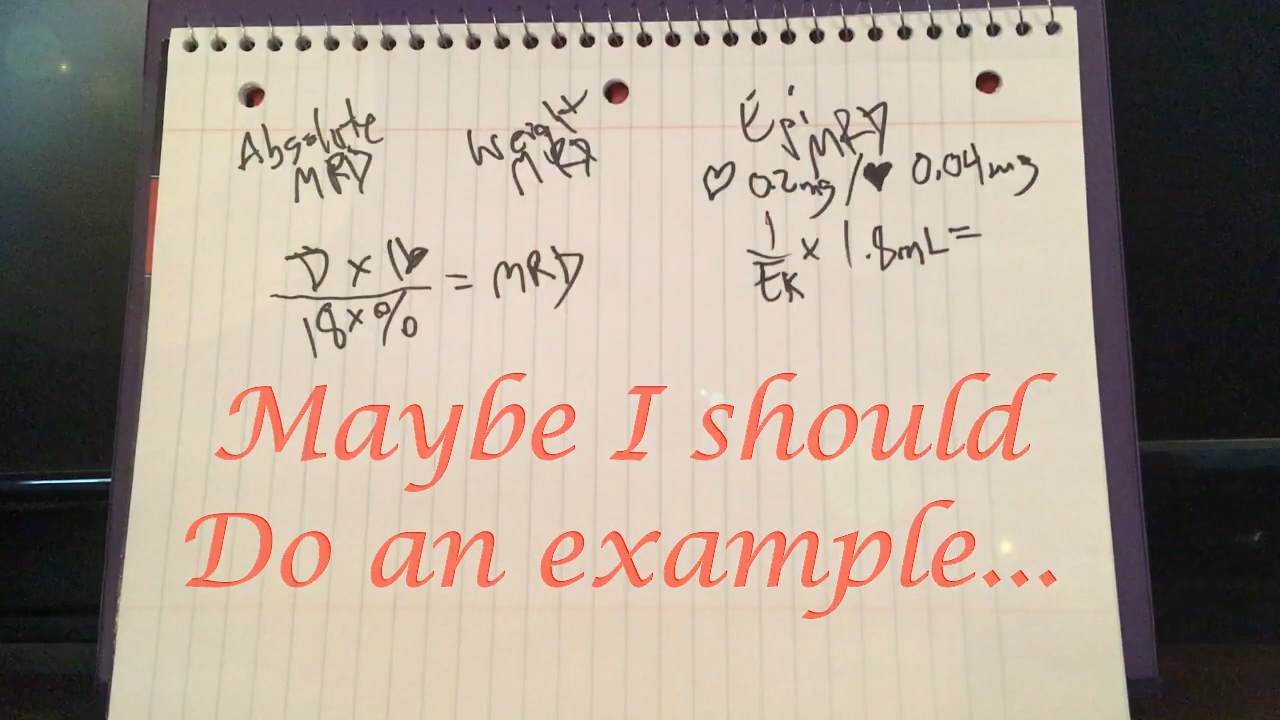 Absolute
MRD
Weight
MRD
Epi
MRD
♡ 0.2mg / ♥ 0.04mg
D x lb
18 x %
= MRD
1
EK
x 1.8mL =
Maybe I should
Do an example...